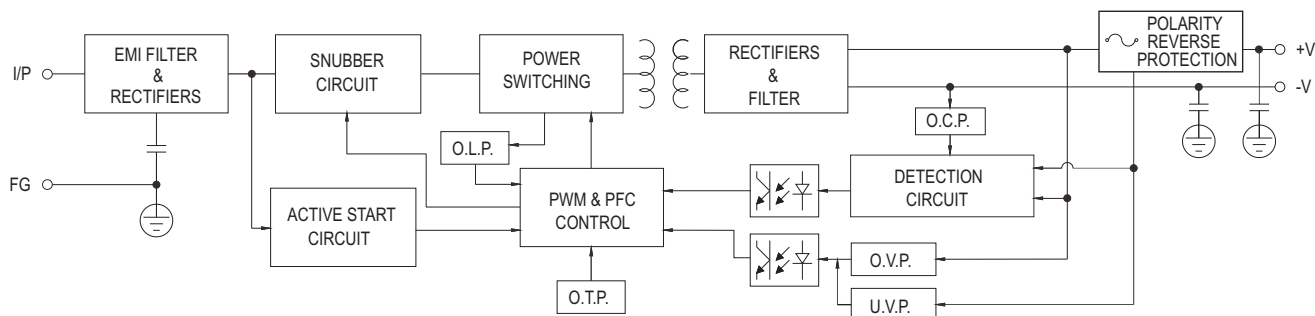 I/P
EMI FILTER
&
RECTIFIERS
SNUBBER
CIRCUIT
POWER
SWITCHING
RECTIFIERS
&
FILTER
POLARITY
REVERSE
PROTECTION
+V
-V
O.C.P.
O.L.P.
FG
ACTIVE START
CIRCUIT
PWM & PFC
CONTROL
DETECTION
CIRCUIT
O.V.P.
O.T.P.
U.V.P.